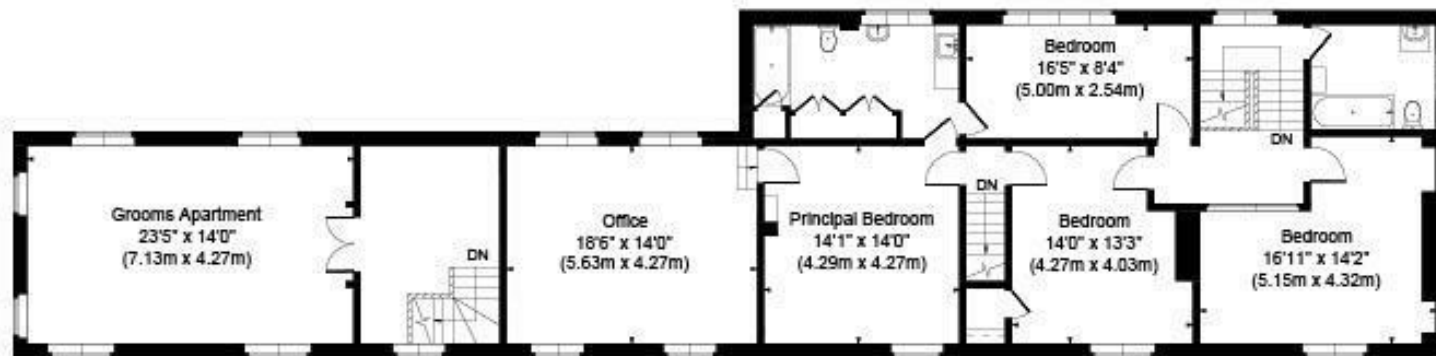 Grooms Apartment
23'5" x 14'0"
(7.13m x 4.27m)
DN
Office
18'6" x 14'0"
(5.63m x 4.27m)
Principal Bedroom
14'1" x 14'0"
(4.29m x 4.27m)
DN
Bedroom
16'5" x 8'4"
(5.00m x 2.54m)
Bedroom
14'0" x 13'3"
(4.27m x 4.03m)
DN
Bedroom
16'11" x 14'2"
(5.15m x 4.32m)